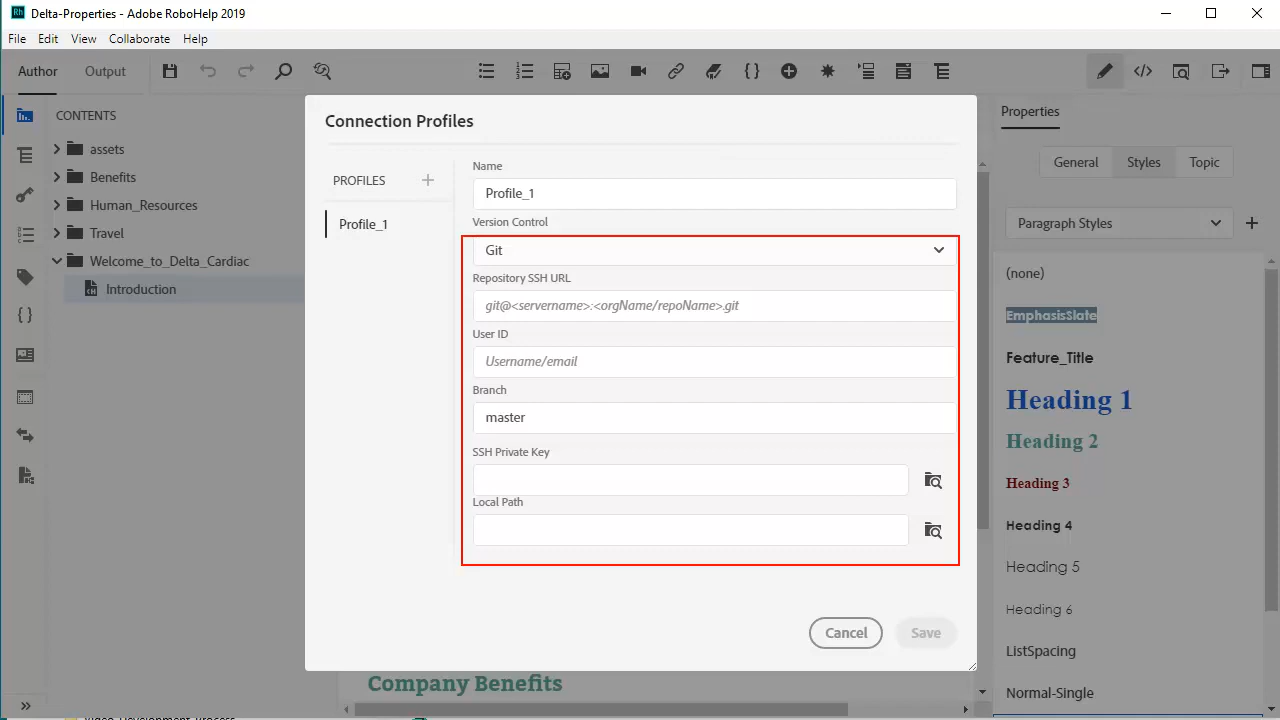 Delta-Properties - Adobe RoboHelp 2019
File Edit View Collaborate Help
Author Output
CONTENTS
assets
Benefits
Human_Resources
Travel
Welcome_to_Delta_Cardiac
Introduction
Connection Profiles
PROFILES
Profile_1
Name
Profile_1
Version Control
Git
Repository SSH URL
git@<servername>:<orgName/repoName>.git
User ID
Username/email
Branch
master
SSH Private Key
Local Path
Cancel Save
Company Benefits
Video_Development_Process
Properties
General Styles Topic
Paragraph Styles
(none)
EmphasisSlate
Feature_Title
Heading 1
Heading 2
Heading 3
Heading 4
Heading 5
Heading 6
ListSpacing
Normal-Single